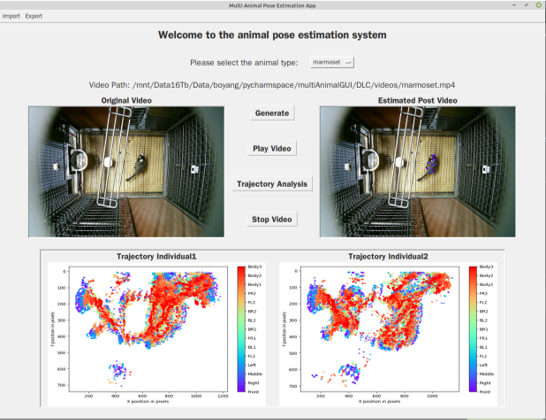 Multi Animal Pose Estimation App
Import Export
Welcome to the animal pose estimation system
Please select the animal type: marmoset
Video Path: /mnt/Data16Tb/Data/boyang/pycharmspace/multiAnimalGUI/DLC/videos/marmoset.mp4
Original Video
Estimated Post Video
Generate
Play Video
Trajectory Analysis
Stop Video
Trajectory Individual1
0
100
200
300
400
500
600
700
Y position in pixels
200 400 600 800 1000 1200
X position in pixels
Body3
Body2
Body1
FR2
FL2
BR2
BL2
BR1
FR1
BL1
FL1
Left
Middle
Right
Front
Trajectory Individual2
0
100
200
300
400
500
600
700
Y position in pixels
200 400 600 800 1000
X position in pixels
Body3
Body2
Body1
FR2
FL2
BR2
BL2
BR1
FR1
BL1
FL1
Left
Middle
Right
Front